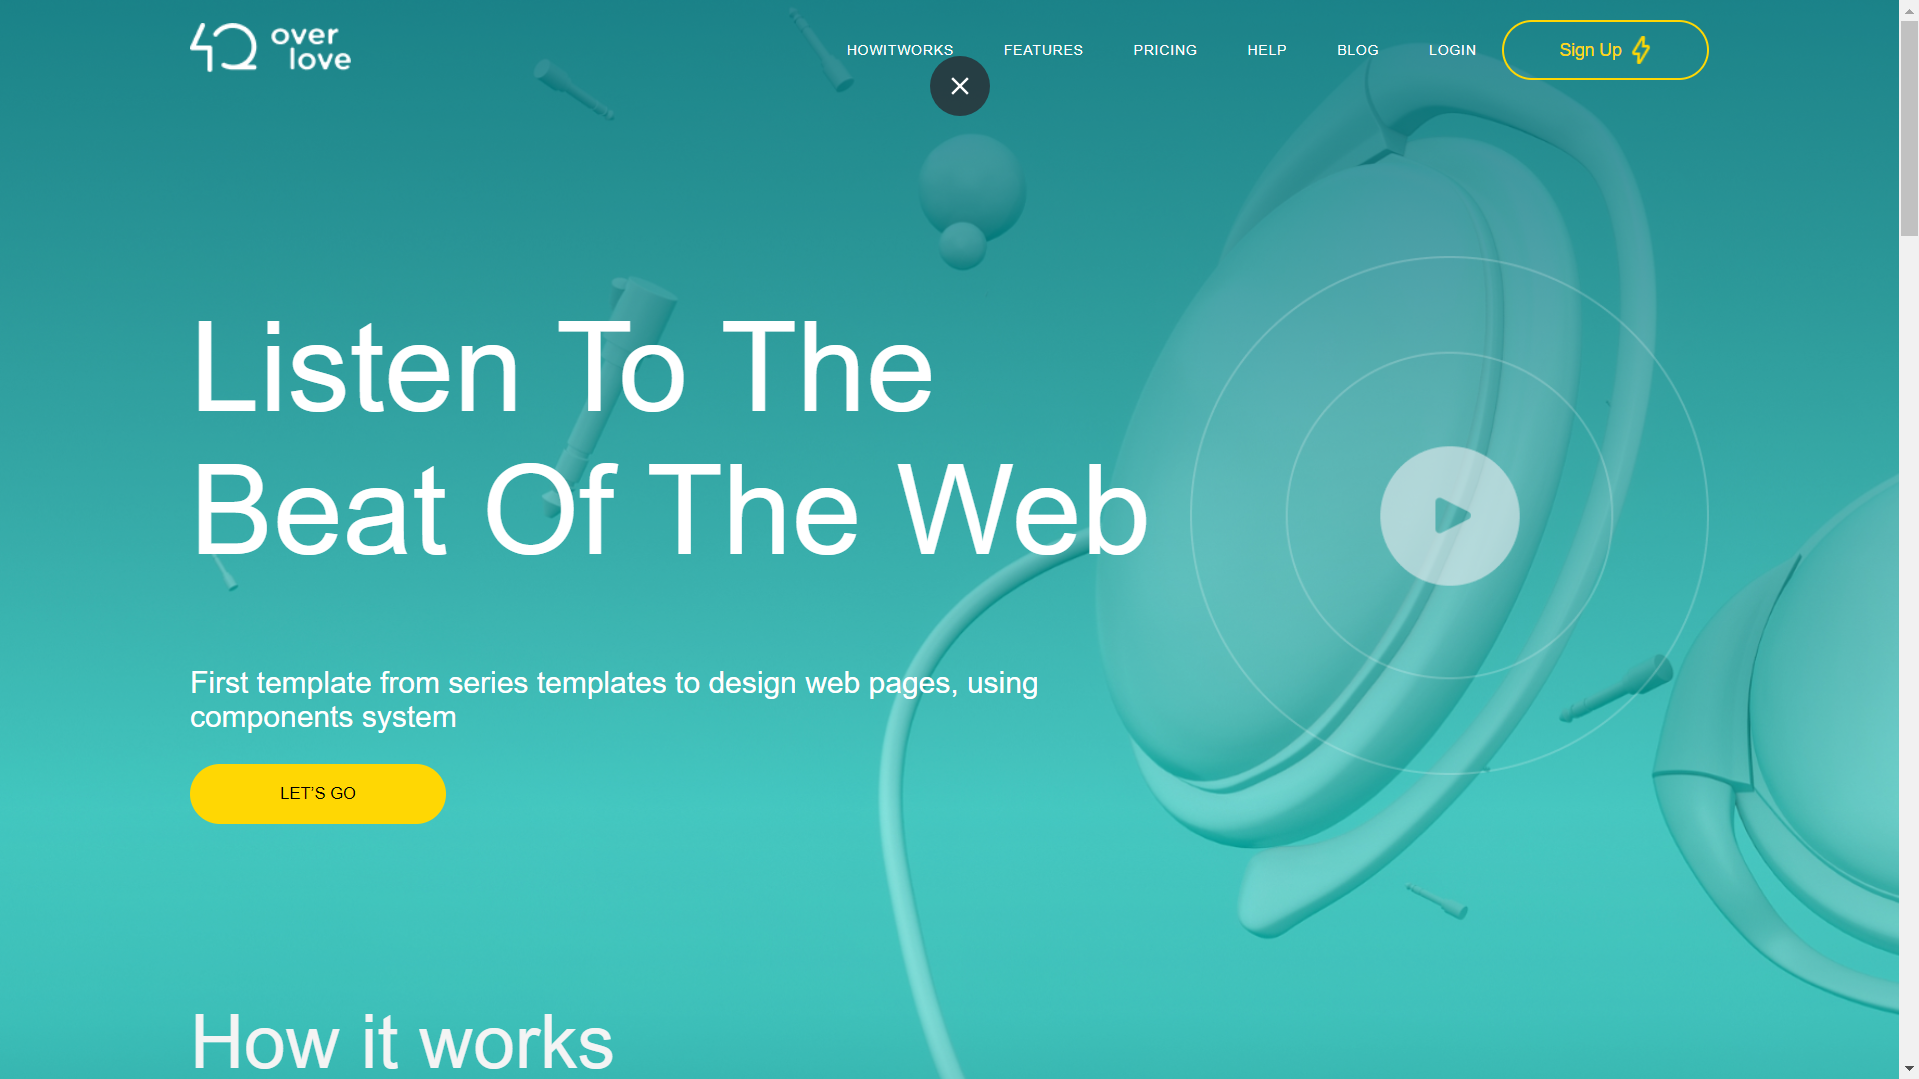 42 over
love
HOWITWORKS FEATURES PRICING HELP BLOG LOGIN Sign Up
Listen To The
Beat Of The Web
First template from series templates to design web pages, using
components system
LET'S GO
How it works